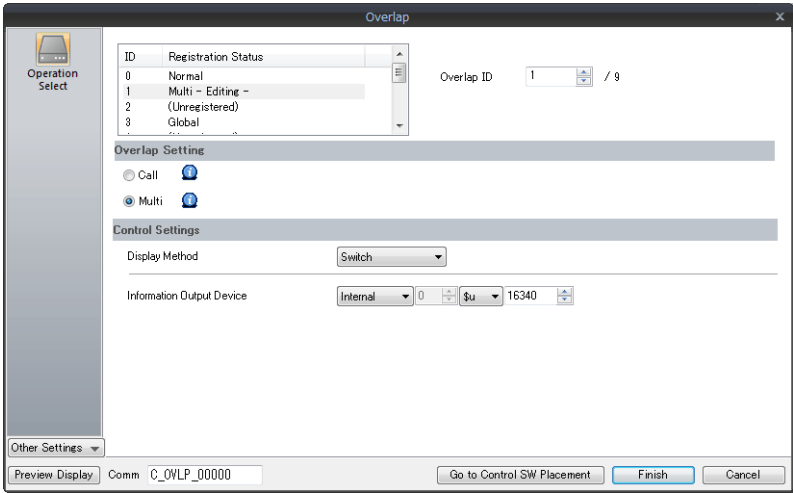 Overlap
Operation
Select
ID Registration Status
0 Normal
1 Multi - Editing -
2 (Unregistered)
3 Global
Overlap ID 1 / 9
Overlap Setting
Call
Multi
Control Settings
Display Method Switch
Information Output Device Internal 0 $u 16340
Other Settings
Preview Display Comm C_OVLP_00000 Go to Control SW Placement Finish Cancel